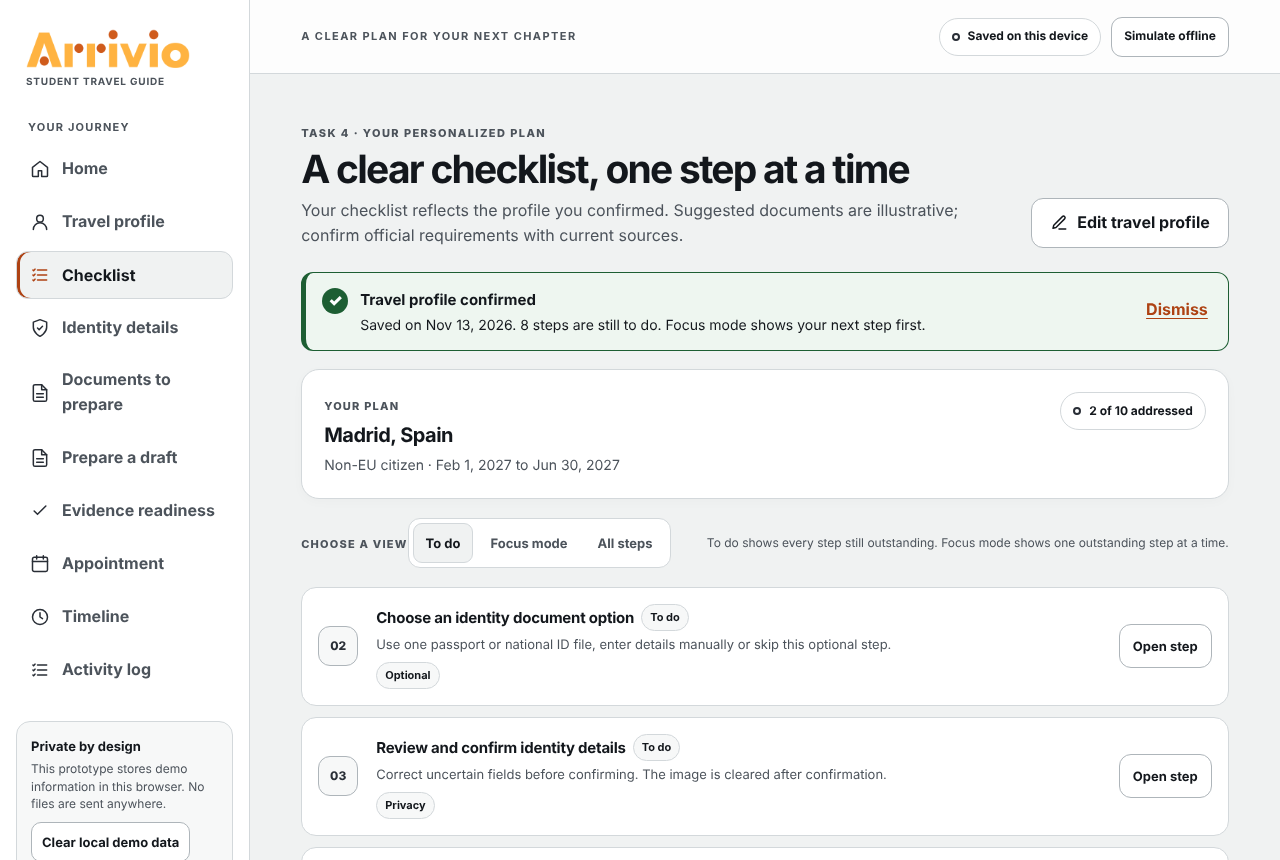 Arrivio
STUDENT TRAVEL GUIDE
YOUR JOURNEY
Home
Travel profile
Checklist
Identity details
Documents to
prepare
Prepare a draft
Evidence readiness
Appointment
Timeline
Activity log
Private by design
This prototype stores demo
information in this browser. No
files are sent anywhere.
Clear local demo data
A CLEAR PLAN FOR YOUR NEXT CHAPTER
Saved on this device
Simulate offline
TASK 4 · YOUR PERSONALIZED PLAN
A clear checklist, one step at a time
Your checklist reflects the profile you confirmed. Suggested documents are illustrative;
confirm official requirements with current sources.
Edit travel profile
Travel profile confirmed
Saved on Nov 13, 2026. 8 steps are still to do. Focus mode shows your next step first.
Dismiss
YOUR PLAN
Madrid, Spain
Non-EU citizen · Feb 1, 2027 to Jun 30, 2027
2 of 10 addressed
CHOOSE A VIEW
To do
Focus mode
All steps
To do shows every step still outstanding. Focus mode shows one outstanding step at a time.
02
Choose an identity document option
To do
Use one passport or national ID file, enter details manually or skip this optional step.
Optional
Open step
03
Review and confirm identity details
To do
Correct uncertain fields before confirming. The image is cleared after confirmation.
Privacy
Open step